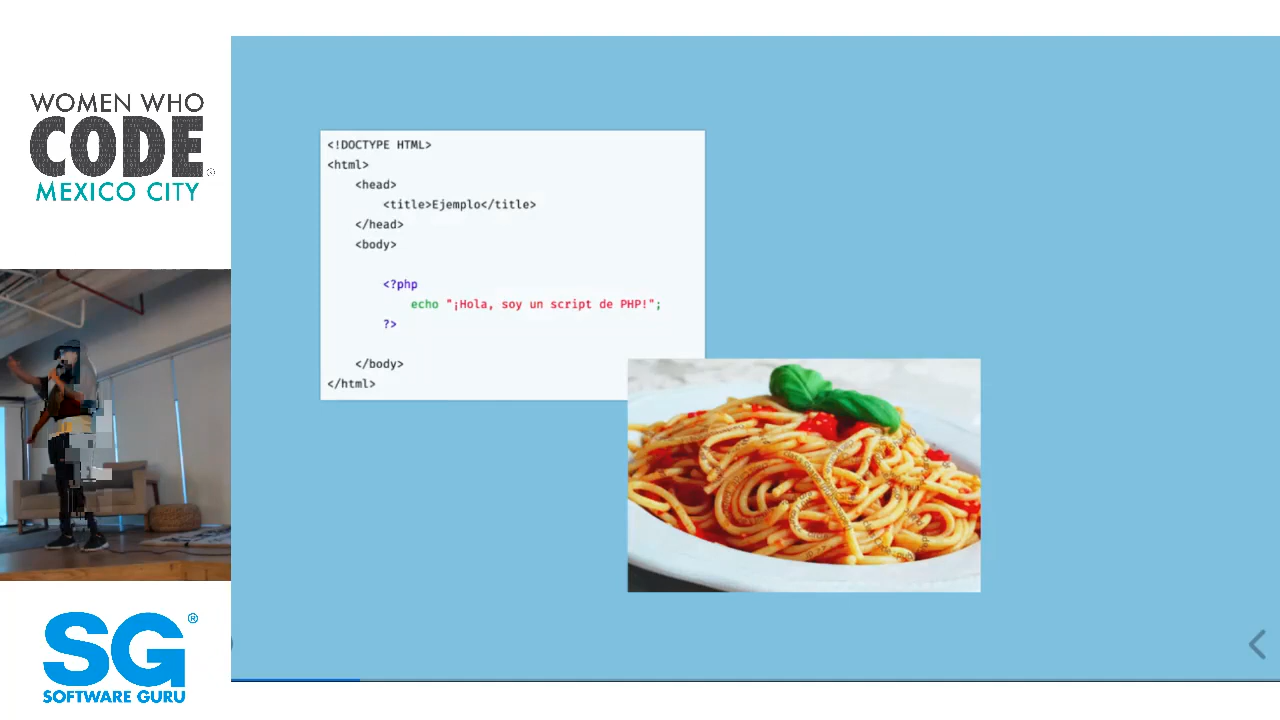 WOMEN WHO
CODE
MEXICO CITY
<!DOCTYPE HTML>
<html>
    <head>
        <title>Ejemplo</title>
    </head>
    <body>
        <?php
            echo "¡Hola, soy un script de PHP!";
        ?>
    </body>
</html>
SG®
SOFTWARE GURU